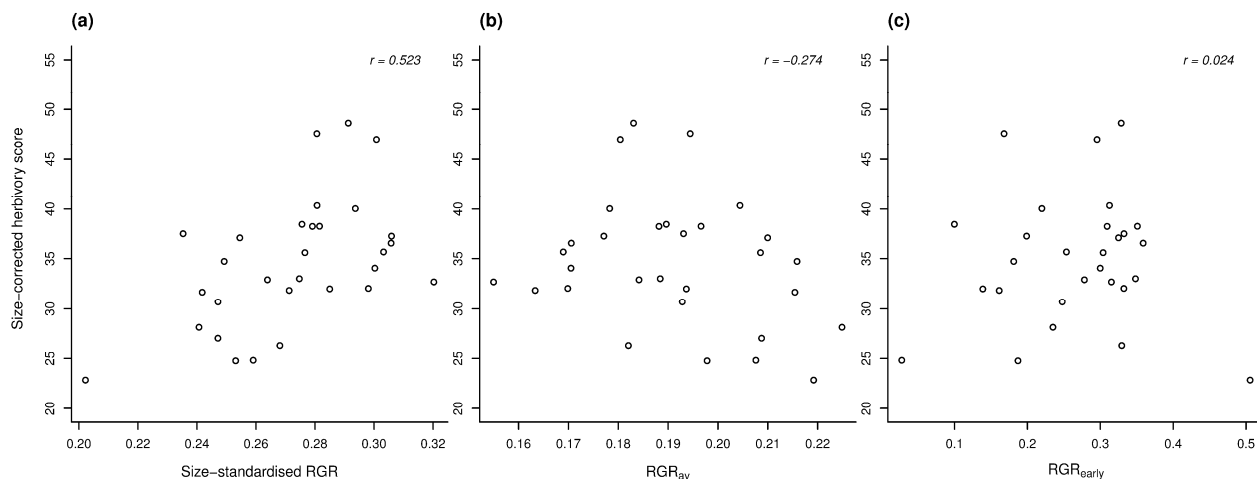 (a)
(b)
(c)
r = 0.523
r = −0.274
r = 0.024
Size−corrected herbivory score
55
50
45
40
35
30
25
20
0.20 0.22 0.24 0.26 0.28 0.30 0.32
Size−standardised RGR
55
50
45
40
35
30
25
20
0.16 0.17 0.18 0.19 0.20 0.21 0.22
RGRav
55
50
45
40
35
30
25
20
0.1 0.2 0.3 0.4 0.5
RGRearly